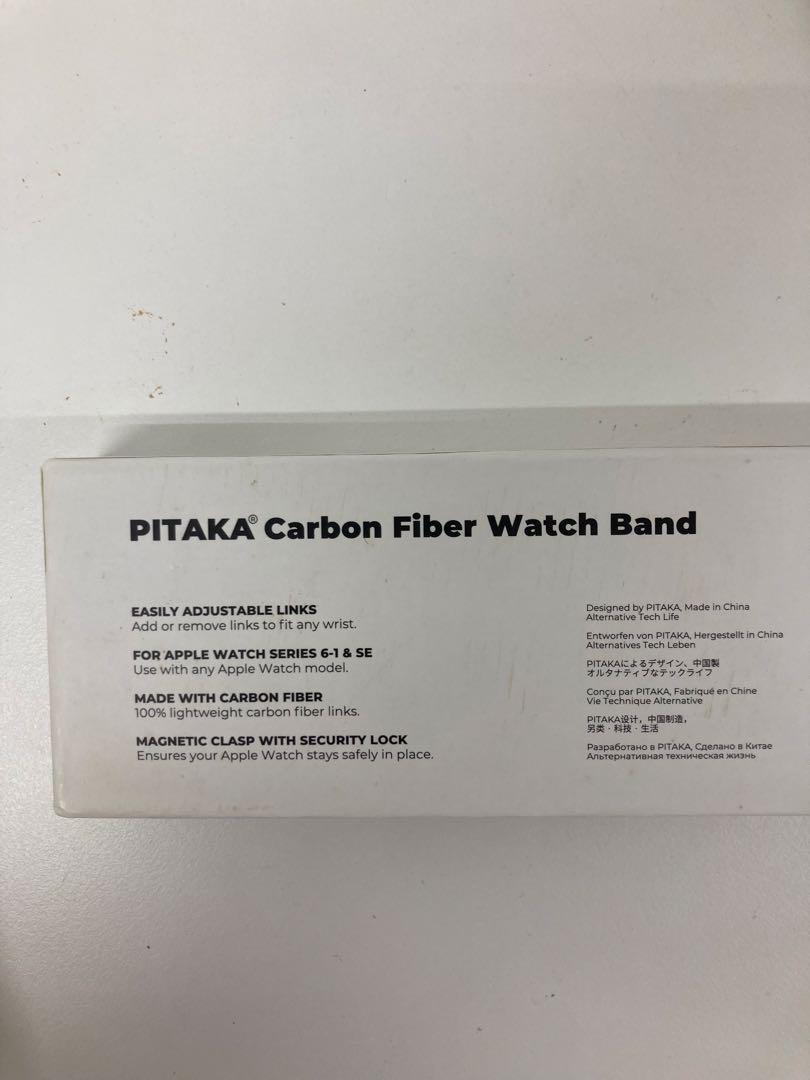 PITAKA® Carbon Fiber Watch Band
EASILY ADJUSTABLE LINKS
Add or remove links to fit any wrist.
FOR APPLE WATCH SERIES 6-1 & SE
Use with any Apple Watch model.
MADE WITH CARBON FIBER
100% lightweight carbon fiber links.
MAGNETIC CLASP WITH SECURITY LOCK
Ensures your Apple Watch stays safely in place.
Designed by PITAKA, Made in China
Alternative Tech Life
Entworfen von PITAKA, Hergestellt in China
Alternatives Tech Leben
PITAKAによるデザイン、中国製
オルタナティブなテックライフ
Conçu par PITAKA, Fabriqué en Chine
Vie Technique Alternative
PITAKA设计，中国制造，
另类·科技·生活
Разработано в PITAKA, Сделано в Китае
Альтернативная техническая жизнь